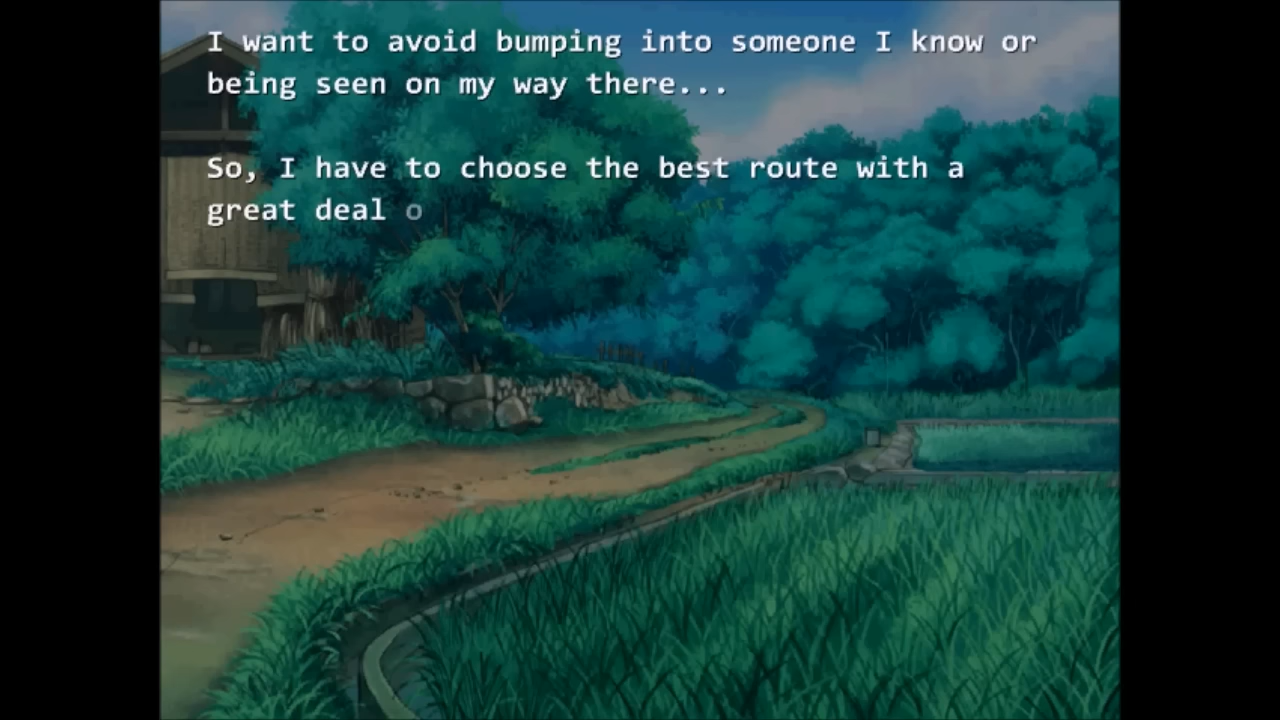 I want to avoid bumping into someone I know or
being seen on my way there...
So, I have to choose the best route with a
great deal o